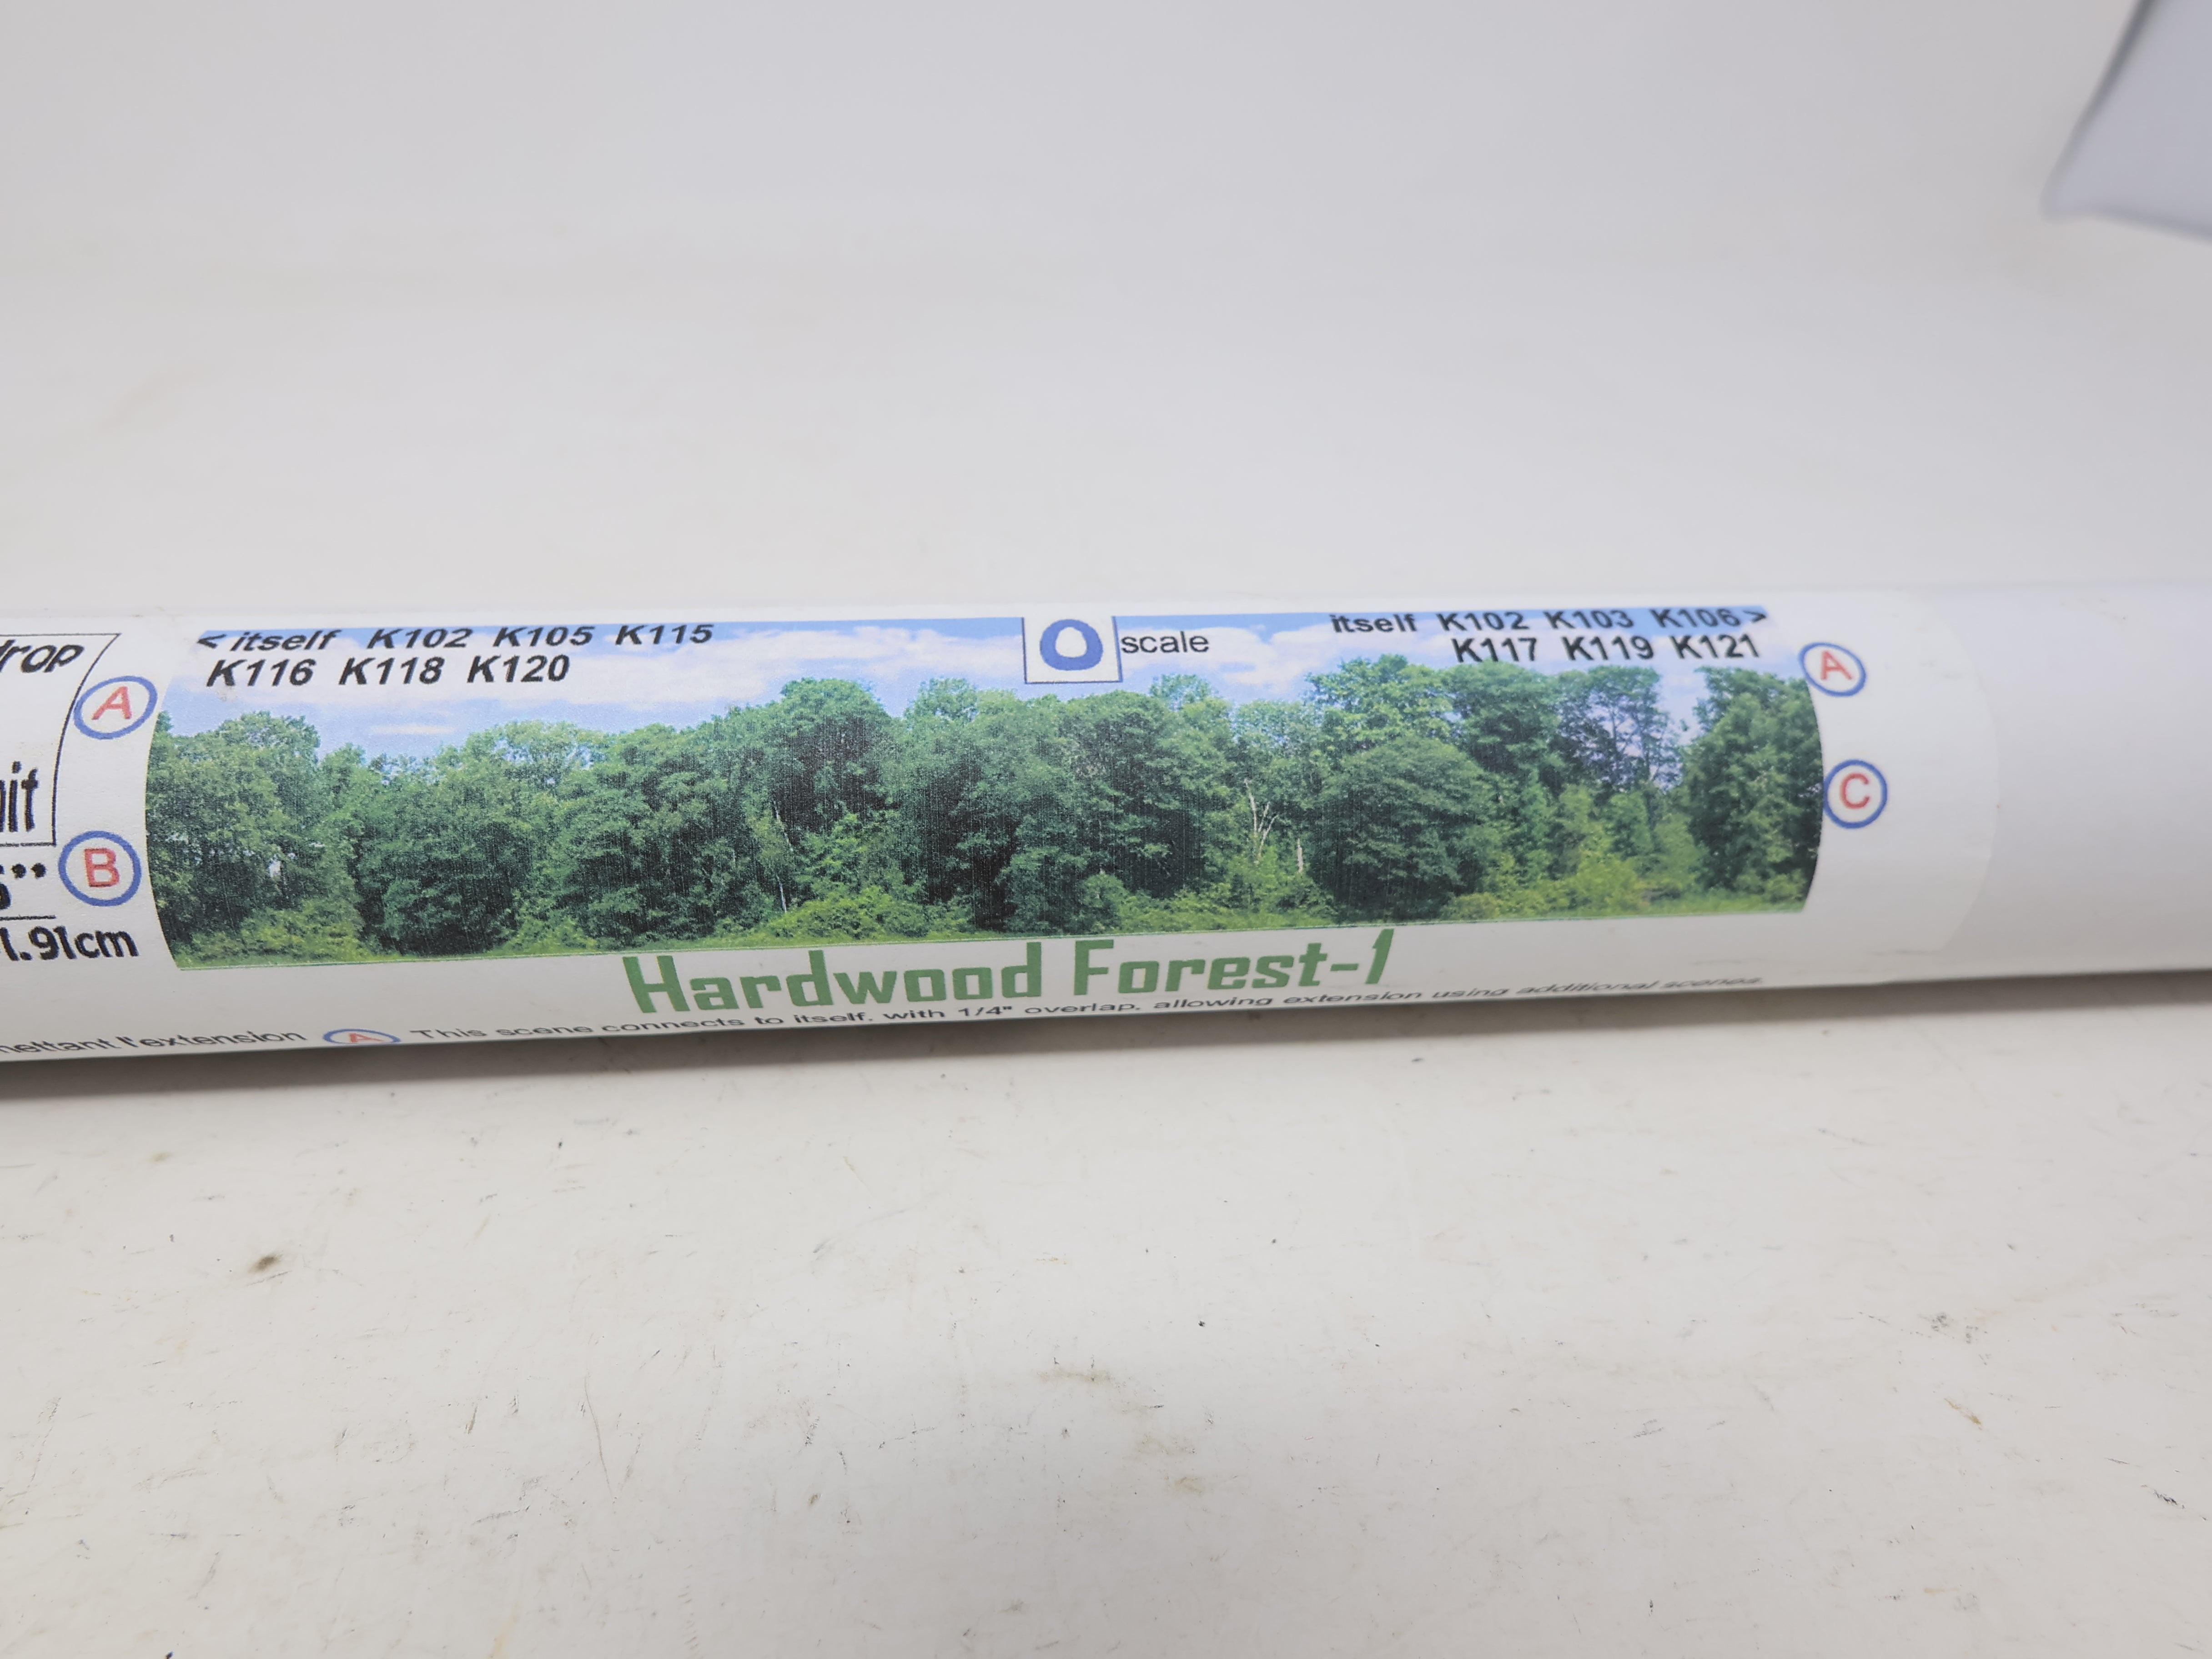 < itself K102 K105 K115
K116 K118 K120
O scale
itself K102 K103 K106 >
K117 K119 K121
A
A
B
C
1.91cm
Hardwood Forest-1
l'extension A This scene connects to itself, with 1/4" overlap, allowing extension using additional scenes.